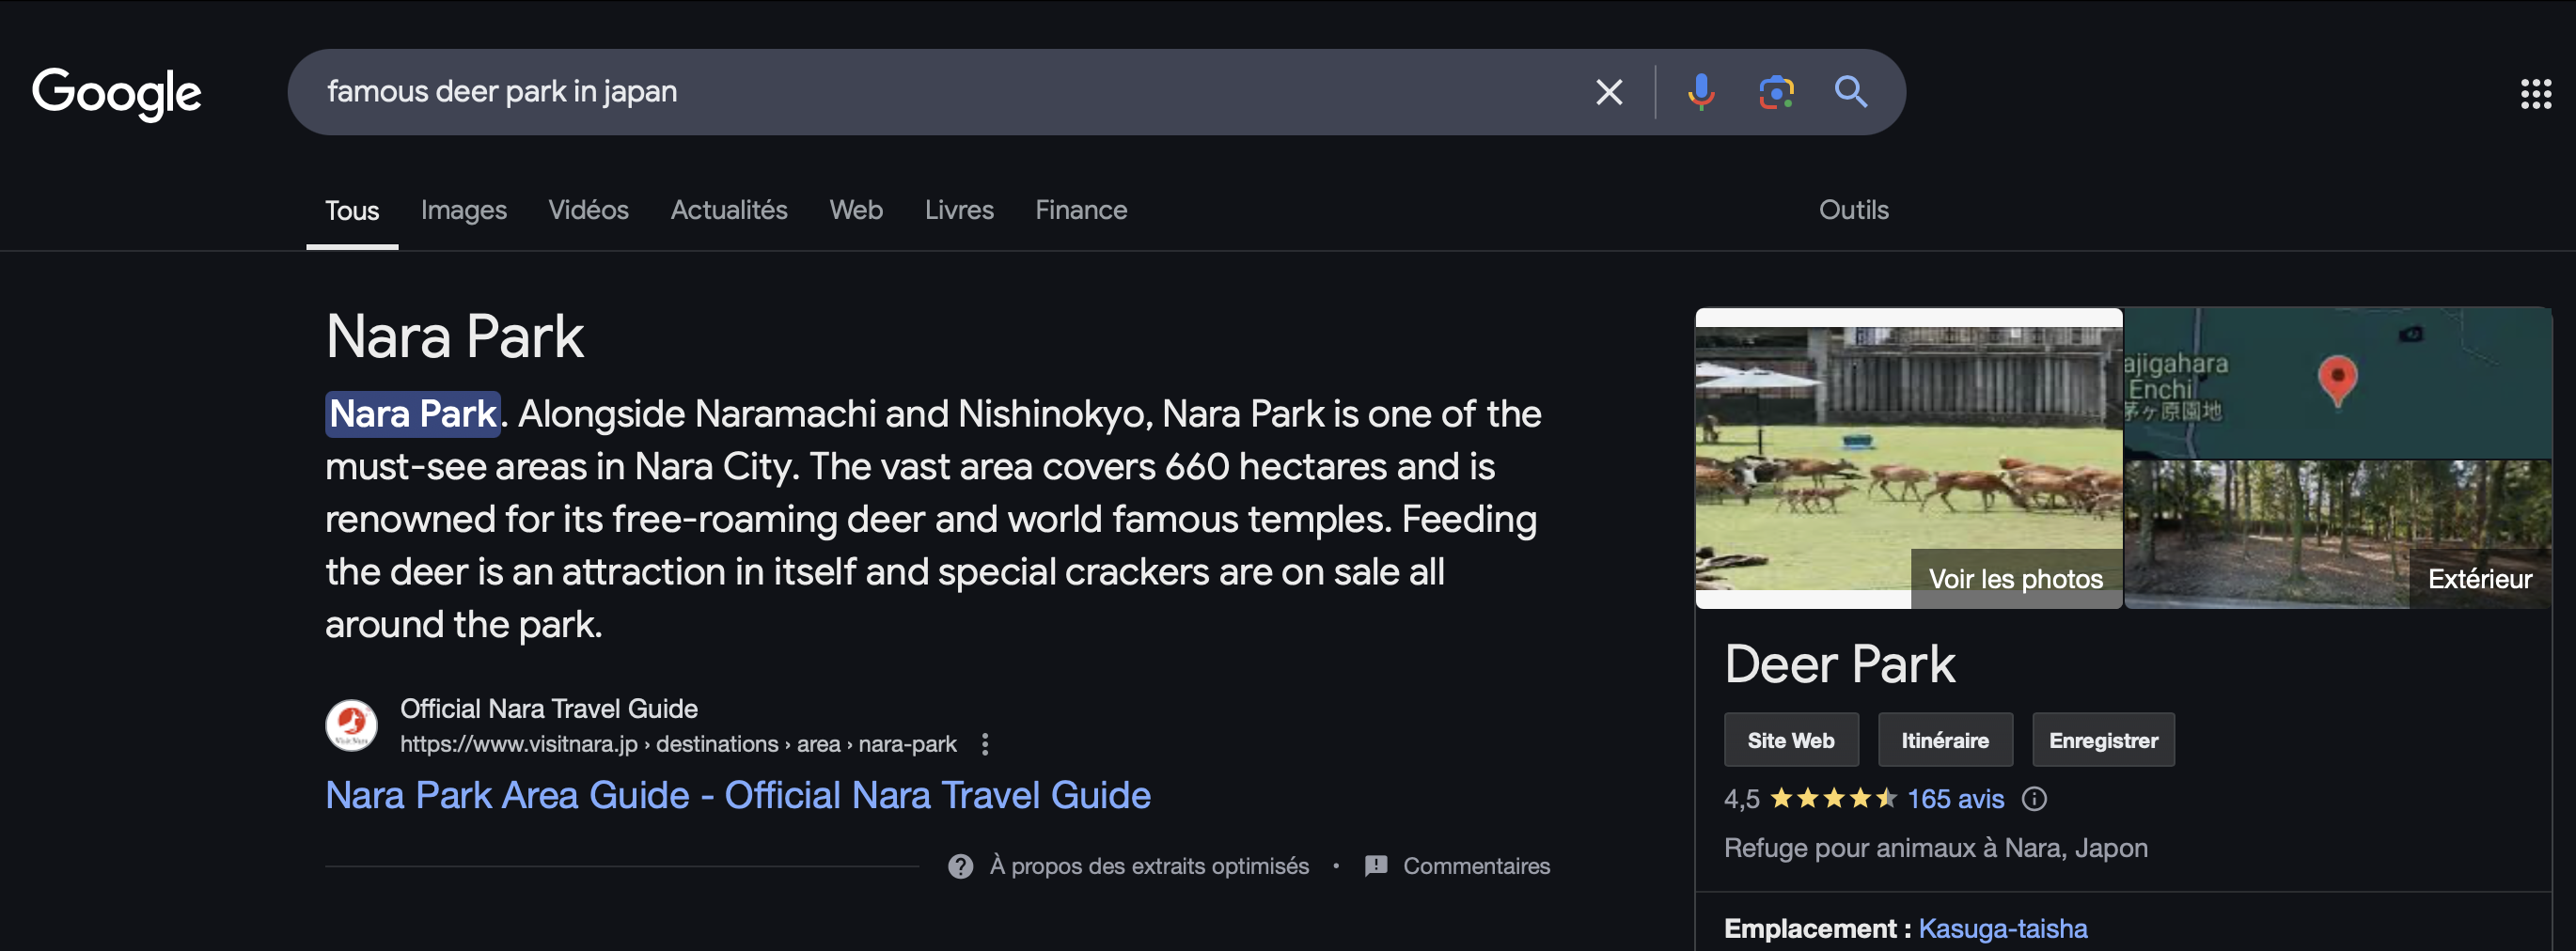 Google
famous deer park in japan
Tous Images Vidéos Actualités Web Livres Finance Outils
Nara Park
Nara Park. Alongside Naramachi and Nishinokyo, Nara Park is one of the
must-see areas in Nara City. The vast area covers 660 hectares and is
renowned for its free-roaming deer and world famous temples. Feeding
the deer is an attraction in itself and special crackers are on sale all
around the park.
Official Nara Travel Guide
https://www.visitnara.jp › destinations › area › nara-park
Nara Park Area Guide - Official Nara Travel Guide
À propos des extraits optimisés • Commentaires
ajigahara
Enchi
茅ヶ原園地
Voir les photos
Extérieur
Deer Park
Site Web Itinéraire Enregistrer
4,5 165 avis
Refuge pour animaux à Nara, Japon
Emplacement : Kasuga-taisha